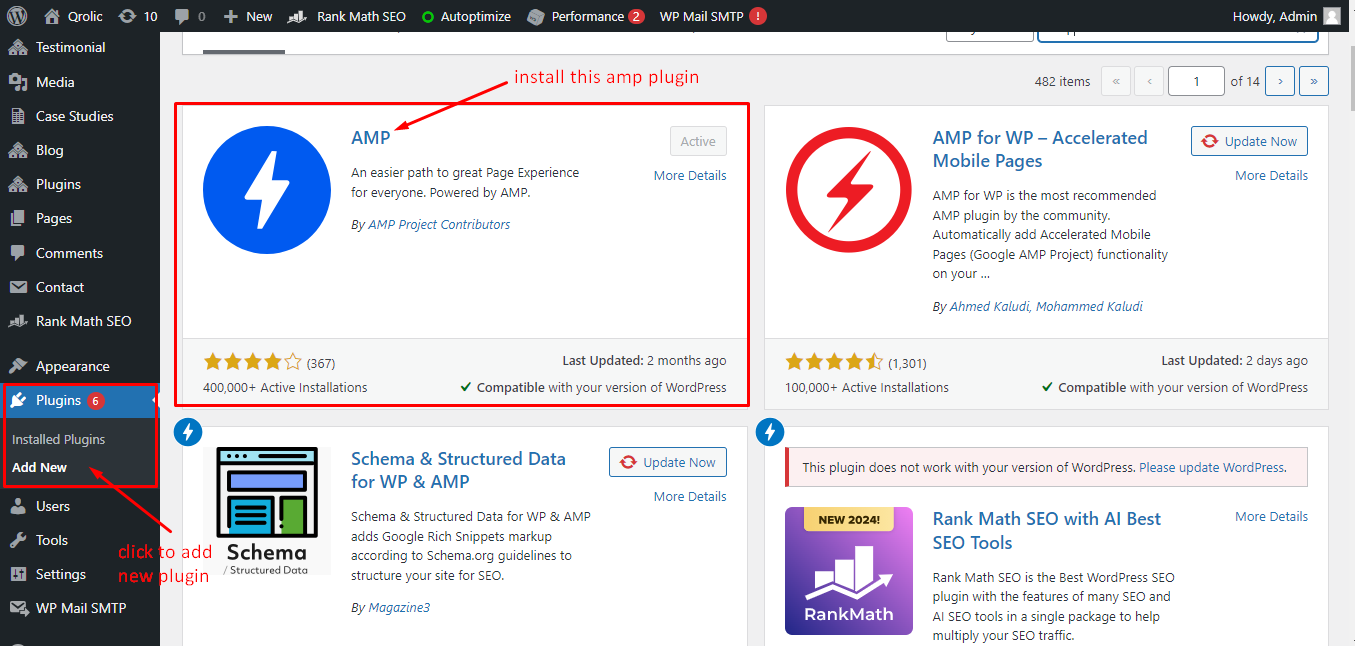 Qrolic 10 0 New Rank Math SEO Autoptimize Performance 2 WP Mail SMTP ! Howdy, Admin
Testimonial
Media
Case Studies
Blog
Plugins
Pages
Comments
Contact
Rank Math SEO
Appearance
Plugins 6
Installed Plugins
Add New
Users
Tools
Settings
WP Mail SMTP
click to add
new plugin
install this amp plugin
482 items « ‹ 1 of 14 › »
AMP
Active
More Details
An easier path to great Page Experience
for everyone. Powered by AMP.
By AMP Project Contributors
(367)
400,000+ Active Installations
Last Updated: 2 months ago
Compatible with your version of WordPress
AMP for WP – Accelerated
Mobile Pages
Update Now
More Details
AMP for WP is the most recommended
AMP plugin by the community.
Automatically add Accelerated Mobile
Pages (Google AMP Project) functionality
on your ...
By Ahmed Kaludi, Mohammed Kaludi
(1,301)
100,000+ Active Installations
Last Updated: 2 days ago
Compatible with your version of WordPress
Schema
/ Structured Data
Schema & Structured Data
for WP & AMP
Update Now
More Details
Schema & Structured Data for WP & AMP
adds Google Rich Snippets markup
according to Schema.org guidelines to
structure your site for SEO.
By Magazine3
This plugin does not work with your version of WordPress. Please update WordPress.
NEW 2024!
RankMath
Rank Math SEO with AI Best
SEO Tools
More Details
Rank Math SEO is the Best WordPress SEO
plugin with the features of many SEO and
AI SEO tools in a single package to help
multiply your SEO traffic.